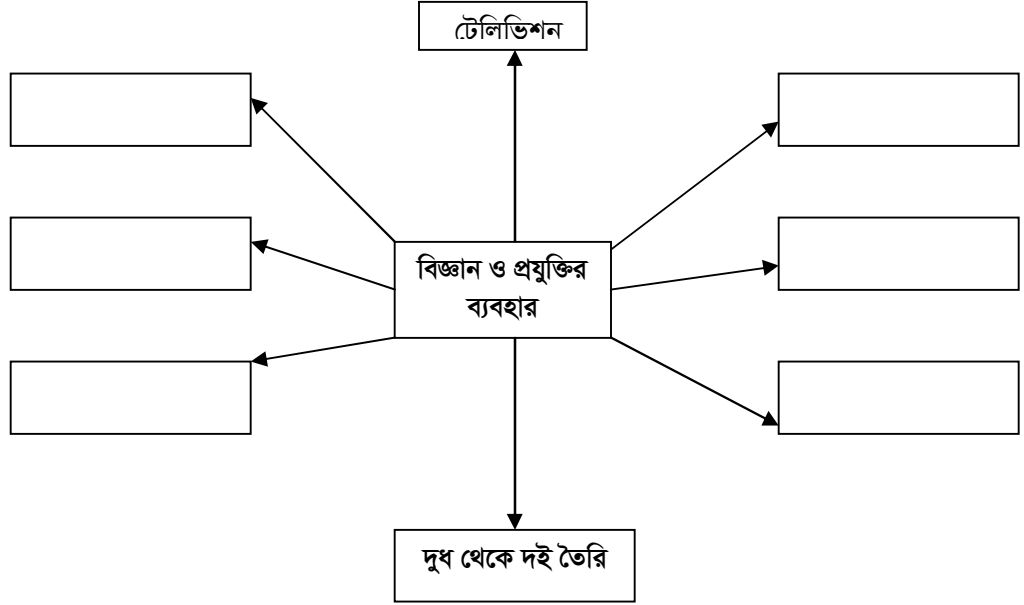 টেলিভিশন
বিজ্ঞান ও প্রযুক্তির
ব্যবহার
দুধ থেকে দই তৈরি